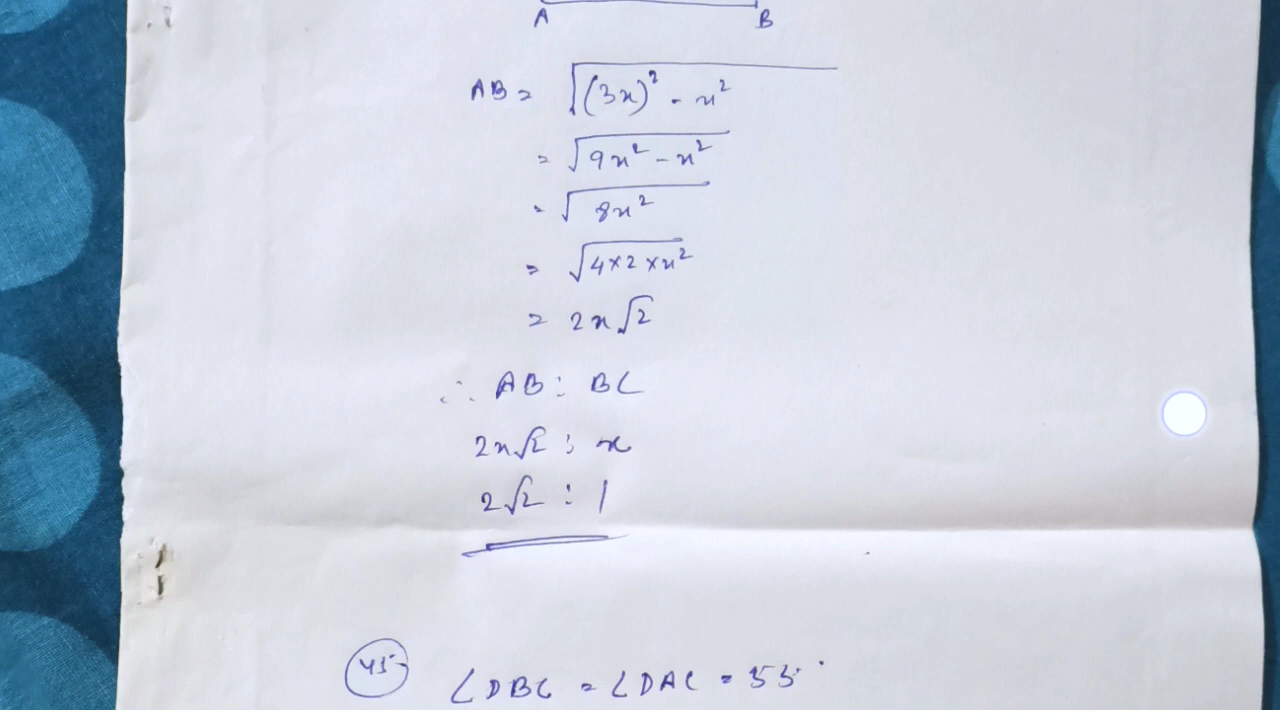 A B
AB = √(3x)² - x²
= √9x² - x²
= √8x²
= √4×2×x²
= 2x√2
∴ AB : BC
2x√2 : x
2√2 : 1
45 ∠DBC = ∠DAC = 55°